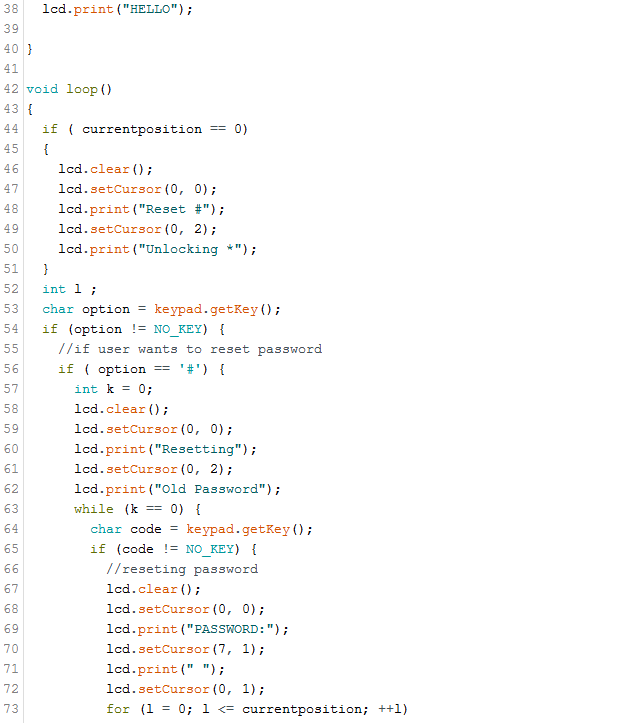 38 lcd.print("HELLO");
39
40 }
41
42 void loop()
43 {
44 if ( currentposition == 0)
45 {
46 lcd.clear();
47 lcd.setCursor(0, 0);
48 lcd.print("Reset #");
49 lcd.setCursor(0, 2);
50 lcd.print("Unlocking *");
51 }
52 int l ;
53 char option = keypad.getKey();
54 if (option != NO_KEY) {
55 //if user wants to reset password
56 if ( option == '#') {
57 int k = 0;
58 lcd.clear();
59 lcd.setCursor(0, 0);
60 lcd.print("Resetting");
61 lcd.setCursor(0, 2);
62 lcd.print("Old Password");
63 while (k == 0) {
64 char code = keypad.getKey();
65 if (code != NO_KEY) {
66 //reseting password
67 lcd.clear();
68 lcd.setCursor(0, 0);
69 lcd.print("PASSWORD:");
70 lcd.setCursor(7, 1);
71 lcd.print(" ");
72 lcd.setCursor(0, 1);
73 for (l = 0; l <= currentposition; ++l)